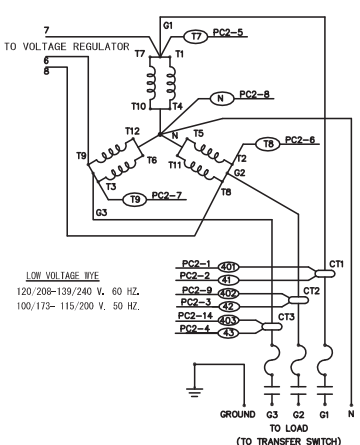 G1
7
T7 PC2-5
TO VOLTAGE REGULATOR
T7 T1
6
8
T10 T4
N PC2-8
N
T12 T5
T8 PC2-6
T9 T6 T11 T2
G2
T3 T8
T9 PC2-7
G3
LOW VOLTAGE WYE
120/208-139/240 V. 60 HZ.
100/173- 115/200 V. 50 HZ.
PC2-1 401 CT1
PC2-2 41
PC2-9 402 CT2
PC2-3 42
PC2-14 403 CT3
PC2-4 43
GROUND G3 G2 G1 N
TO LOAD
(TO TRANSFER SWITCH)